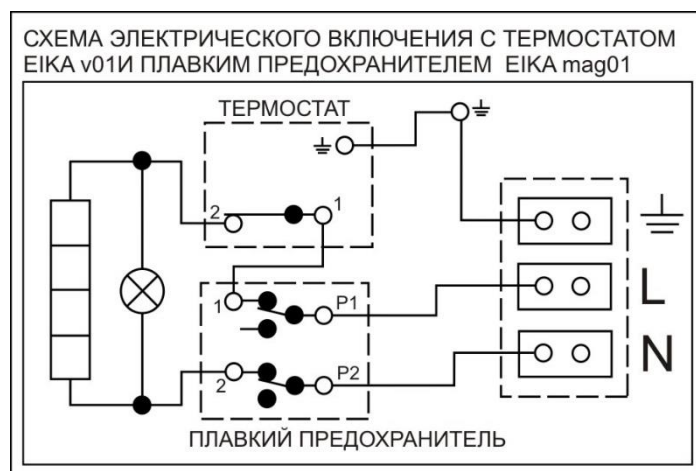 СХЕМА ЭЛЕКТРИЧЕСКОГО ВКЛЮЧЕНИЯ С ТЕРМОСТАТОМ
EIKA v01И ПЛАВКИМ ПРЕДОХРАНИТЕЛЕМ EIKA mag01
ТЕРМОСТАТ
2 1
1 P1
L
2 P2
N
ПЛАВКИЙ ПРЕДОХРАНИТЕЛЬ